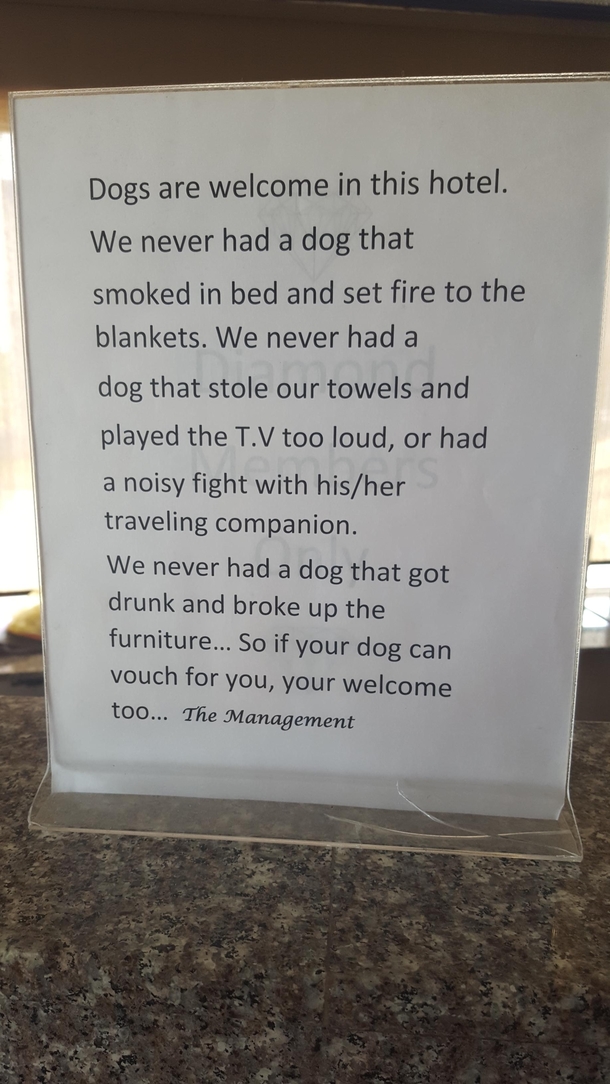 Dogs are welcome in this hotel.
We never had a dog that
smoked in bed and set fire to the
blankets. We never had a
dog that stole our towels and
played the T.V too loud, or had
a noisy fight with his/her
traveling companion.
We never had a dog that got
drunk and broke up the
furniture... So if your dog can
vouch for you, your welcome
too... The Management
Diamond
Members
Only